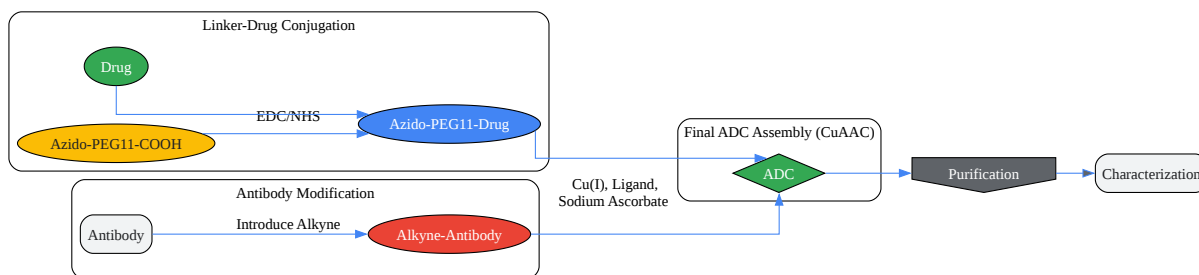 Linker-Drug Conjugation
Drug
EDC/NHS
Azido-PEG11-COOH
Azido-PEG11-Drug
Antibody Modification
Antibody
Introduce Alkyne
Alkyne-Antibody
Cu(I), Ligand,
Sodium Ascorbate
Final ADC Assembly (CuAAC)
ADC
Purification
Characterization